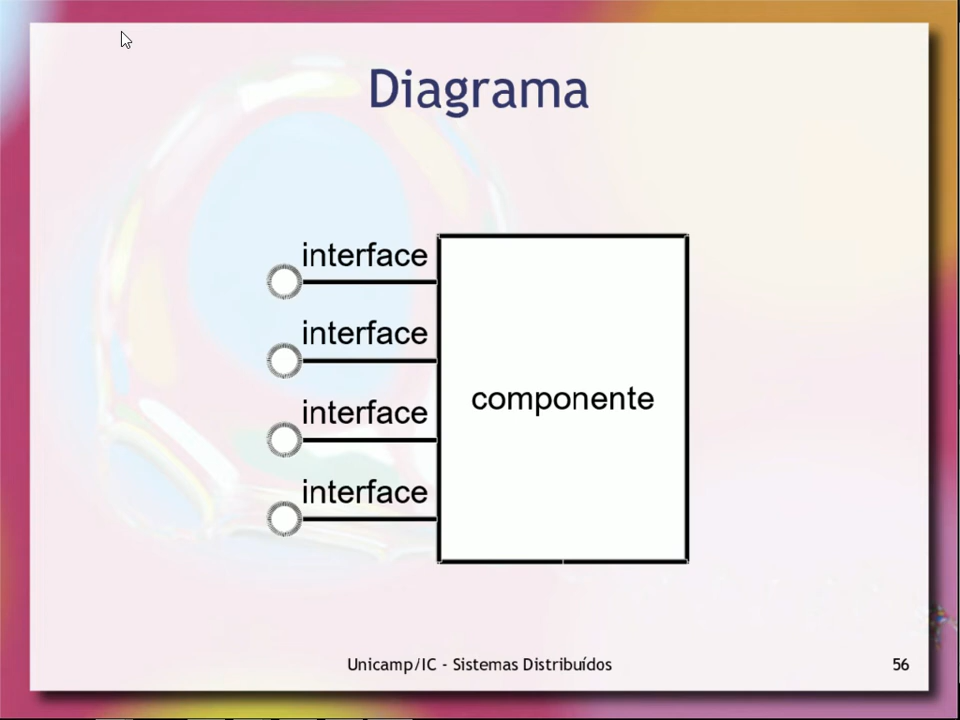 Diagrama
interface
interface
componente
interface
interface
Unicamp/IC - Sistemas Distribuídos
56